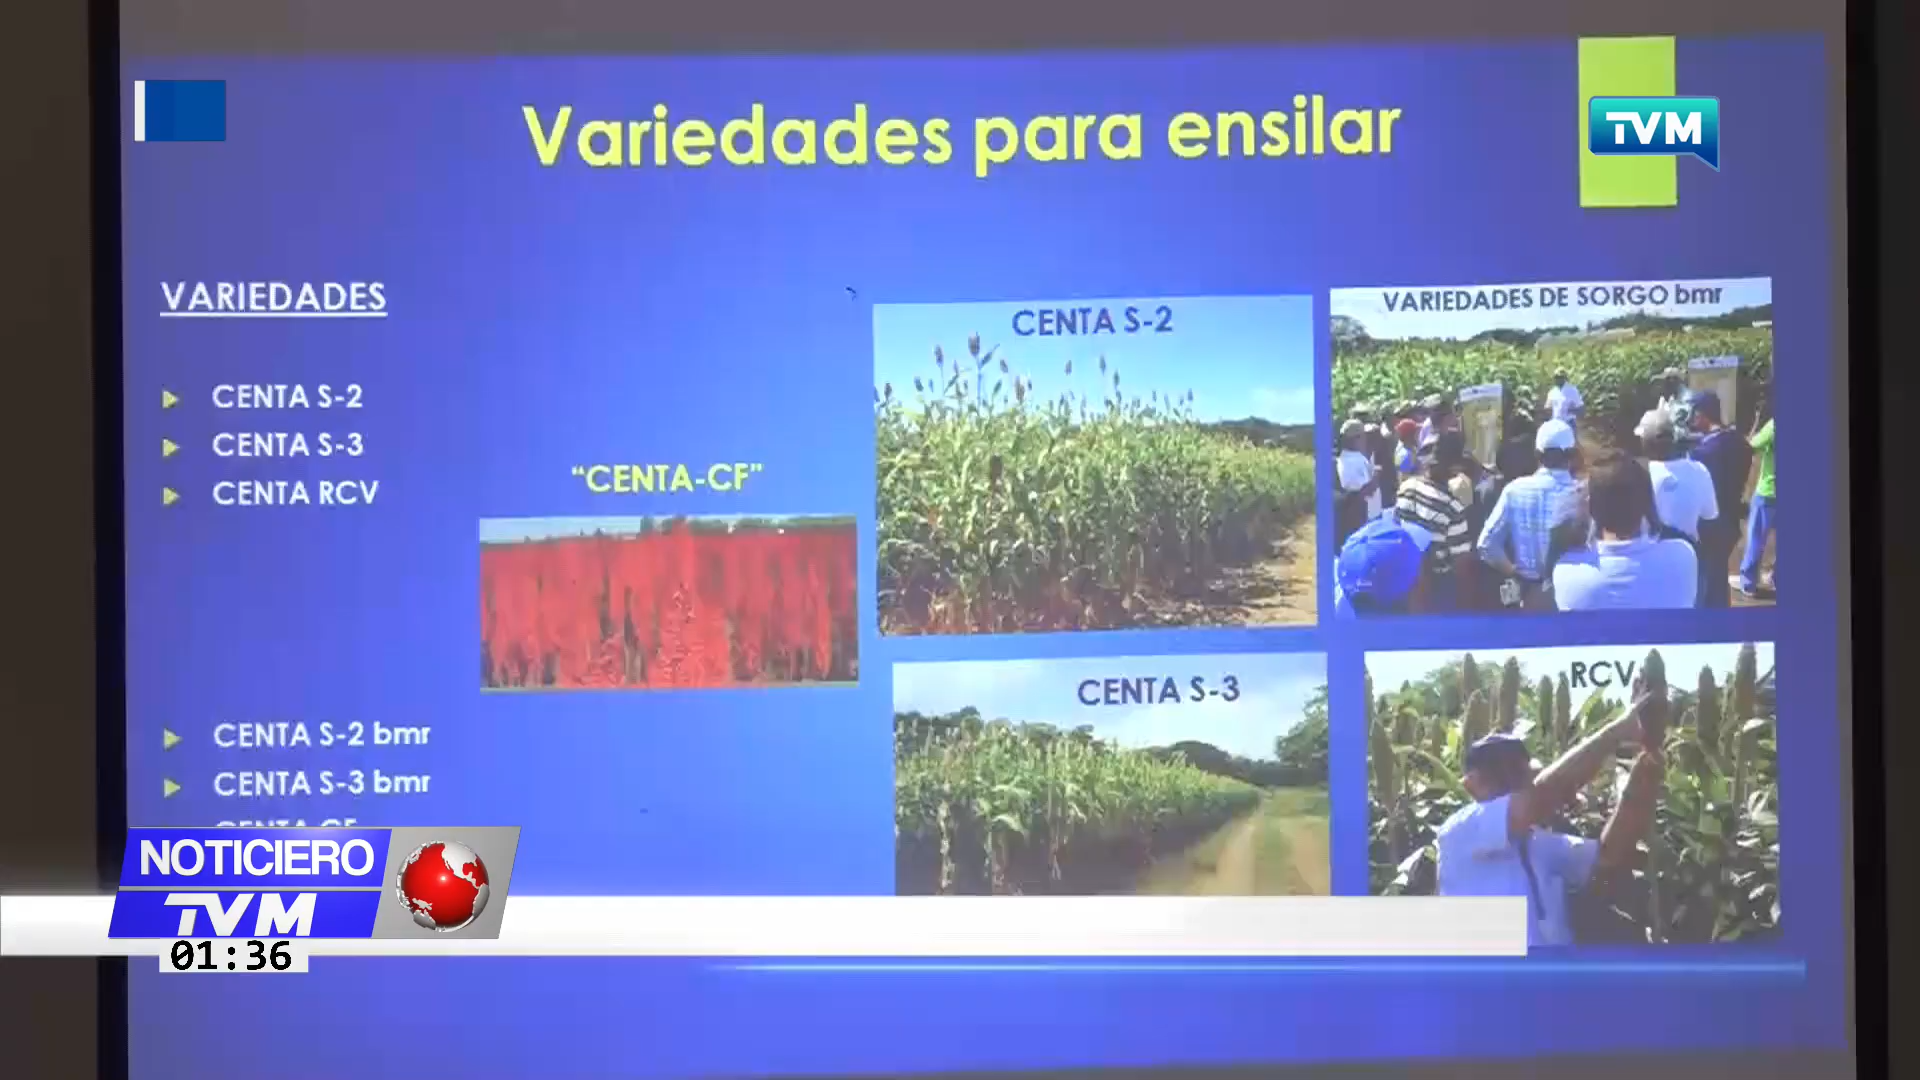 Variedades para ensilar
TVM
VARIEDADES
CENTA S-2
CENTA S-3
CENTA RCV
"CENTA-CF"
CENTA S-2
VARIEDADES DE SORGO bmr
CENTA S-3
RCV
CENTA S-2 bmr
CENTA S-3 bmr
NOTICIERO
TVM
01:36